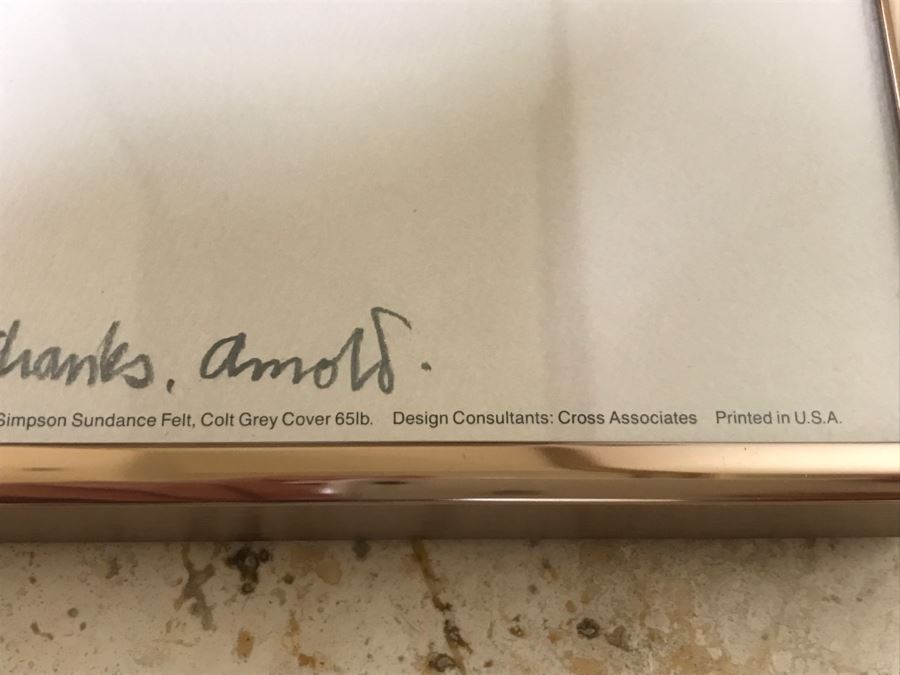 thanks, Arnold.
Simpson Sundance Felt, Colt Grey Cover 65lb. Design Consultants: Cross Associates Printed in U.S.A.